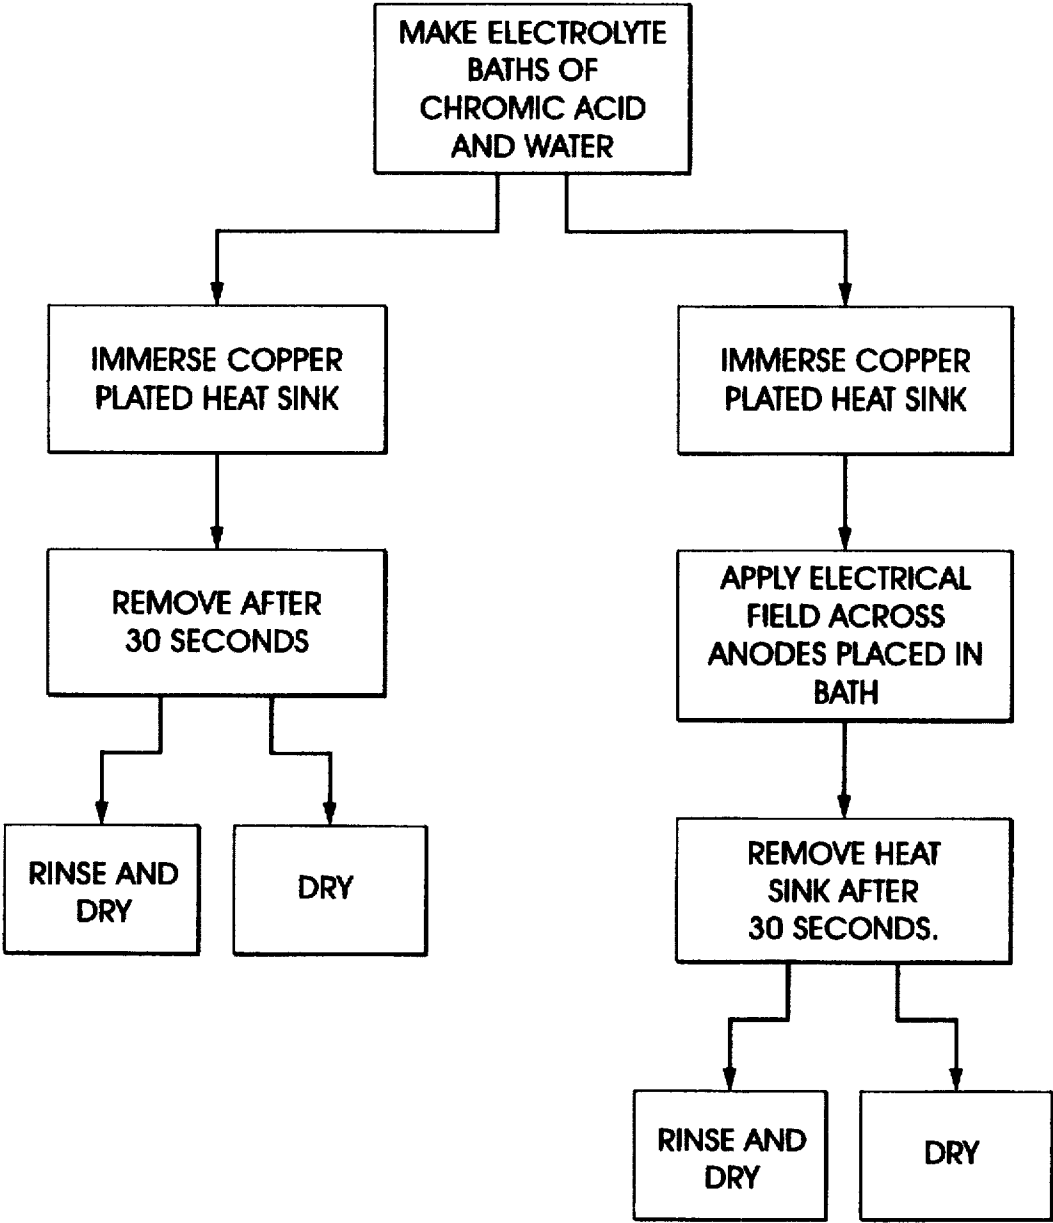 MAKE ELECTROLYTE
BATHS OF
CHROMIC ACID
AND WATER
IMMERSE COPPER
PLATED HEAT SINK
REMOVE AFTER
30 SECONDS
RINSE AND
DRY
DRY
IMMERSE COPPER
PLATED HEAT SINK
APPLY ELECTRICAL
FIELD ACROSS
ANODES PLACED IN
BATH
REMOVE HEAT
SINK AFTER
30 SECONDS.
RINSE AND
DRY
DRY